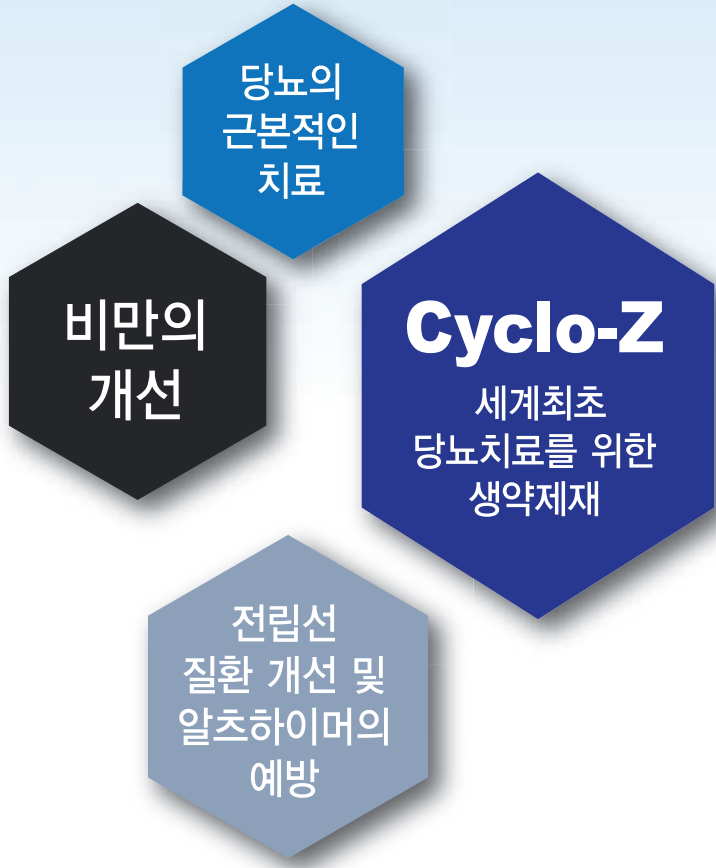 당뇨의
근본적인
치료
비만의
개선
Cyclo-Z
세계최초
당뇨치료를 위한
생약제재
전립선
질환 개선 및
알츠하이머의
예방